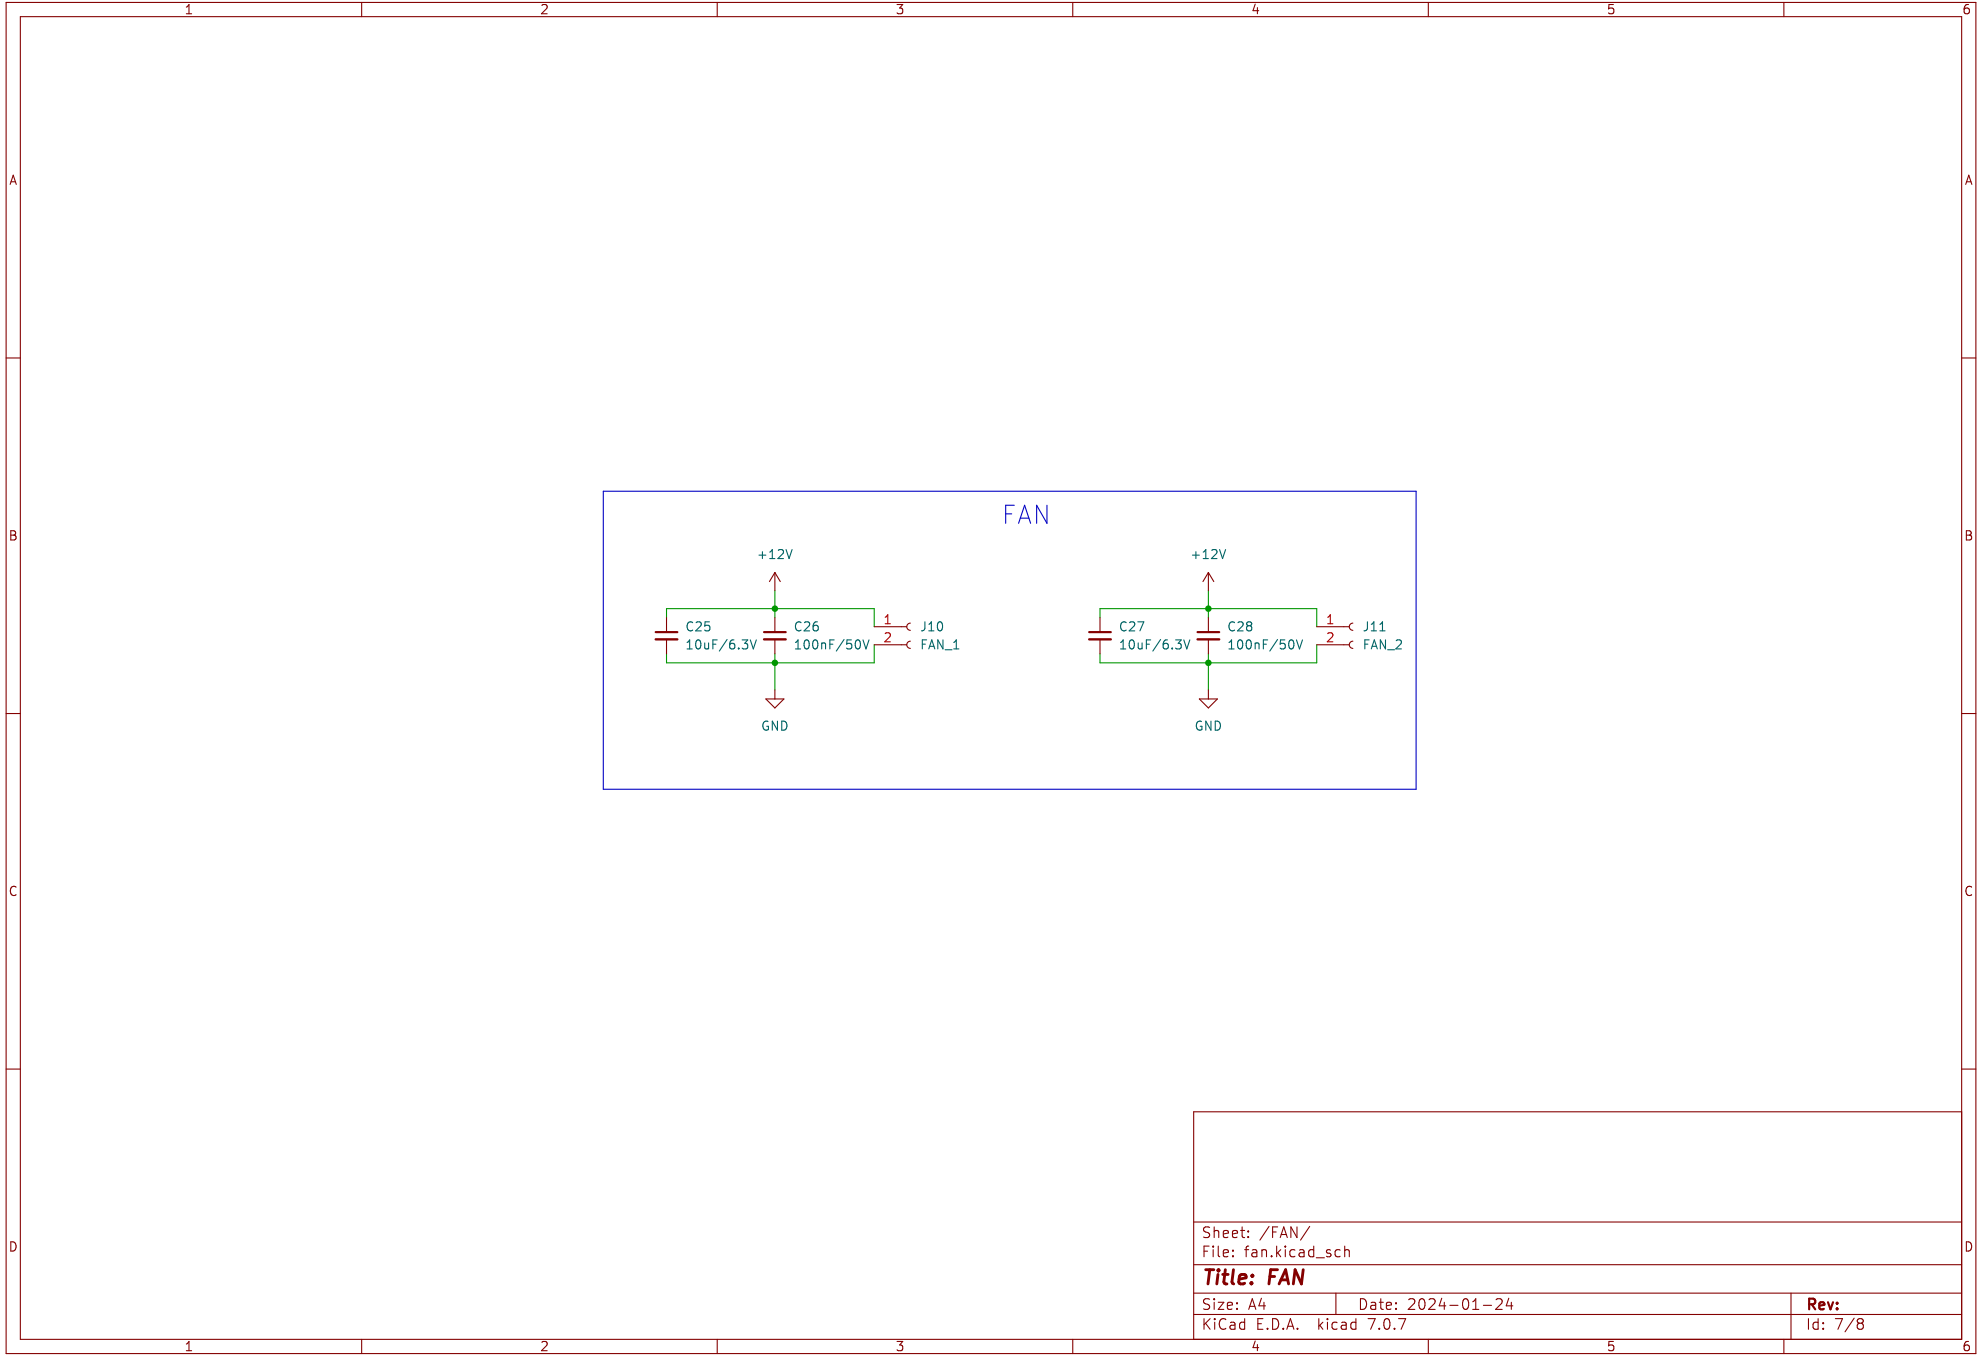 1 2 3 4 5 6
A A
FAN
B B
+12V +12V
C25 C26 1 J10 C27 C28 1 J11
10uF/6.3V 100nF/50V 2 FAN_1 10uF/6.3V 100nF/50V 2 FAN_2
GND GND
C C
Sheet: /FAN/
D D
File: fan.kicad_sch
Title: FAN
Size: A4 Date: 2024-01-24 Rev:
KiCad E.D.A. kicad 7.0.7 Id: 7/8
1 2 3 4 5 6